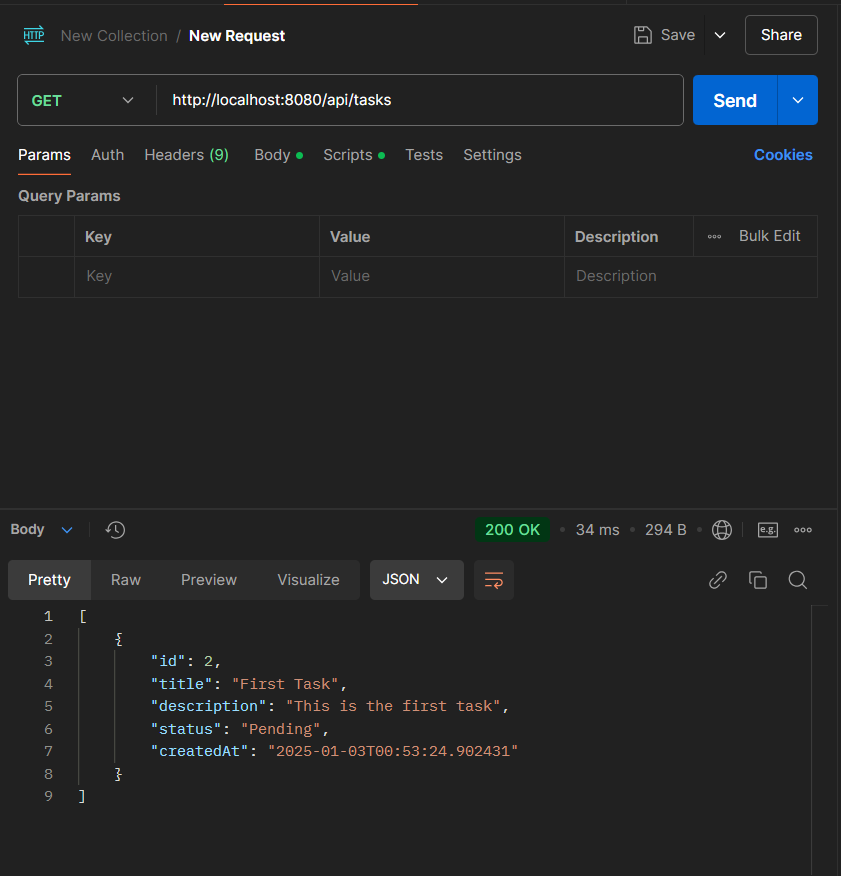 HTTP New Collection / New Request Save Share
GET http://localhost:8080/api/tasks Send
Params Auth Headers (9) Body Scripts Tests Settings Cookies
Query Params
Key Value Description Bulk Edit
Key Value Description
Body 200 OK • 34 ms • 294 B • e.g.
Pretty Raw Preview Visualize JSON
1 [
2 {
3 "id": 2,
4 "title": "First Task",
5 "description": "This is the first task",
6 "status": "Pending",
7 "createdAt": "2025-01-03T00:53:24.902431"
8 }
9 ]